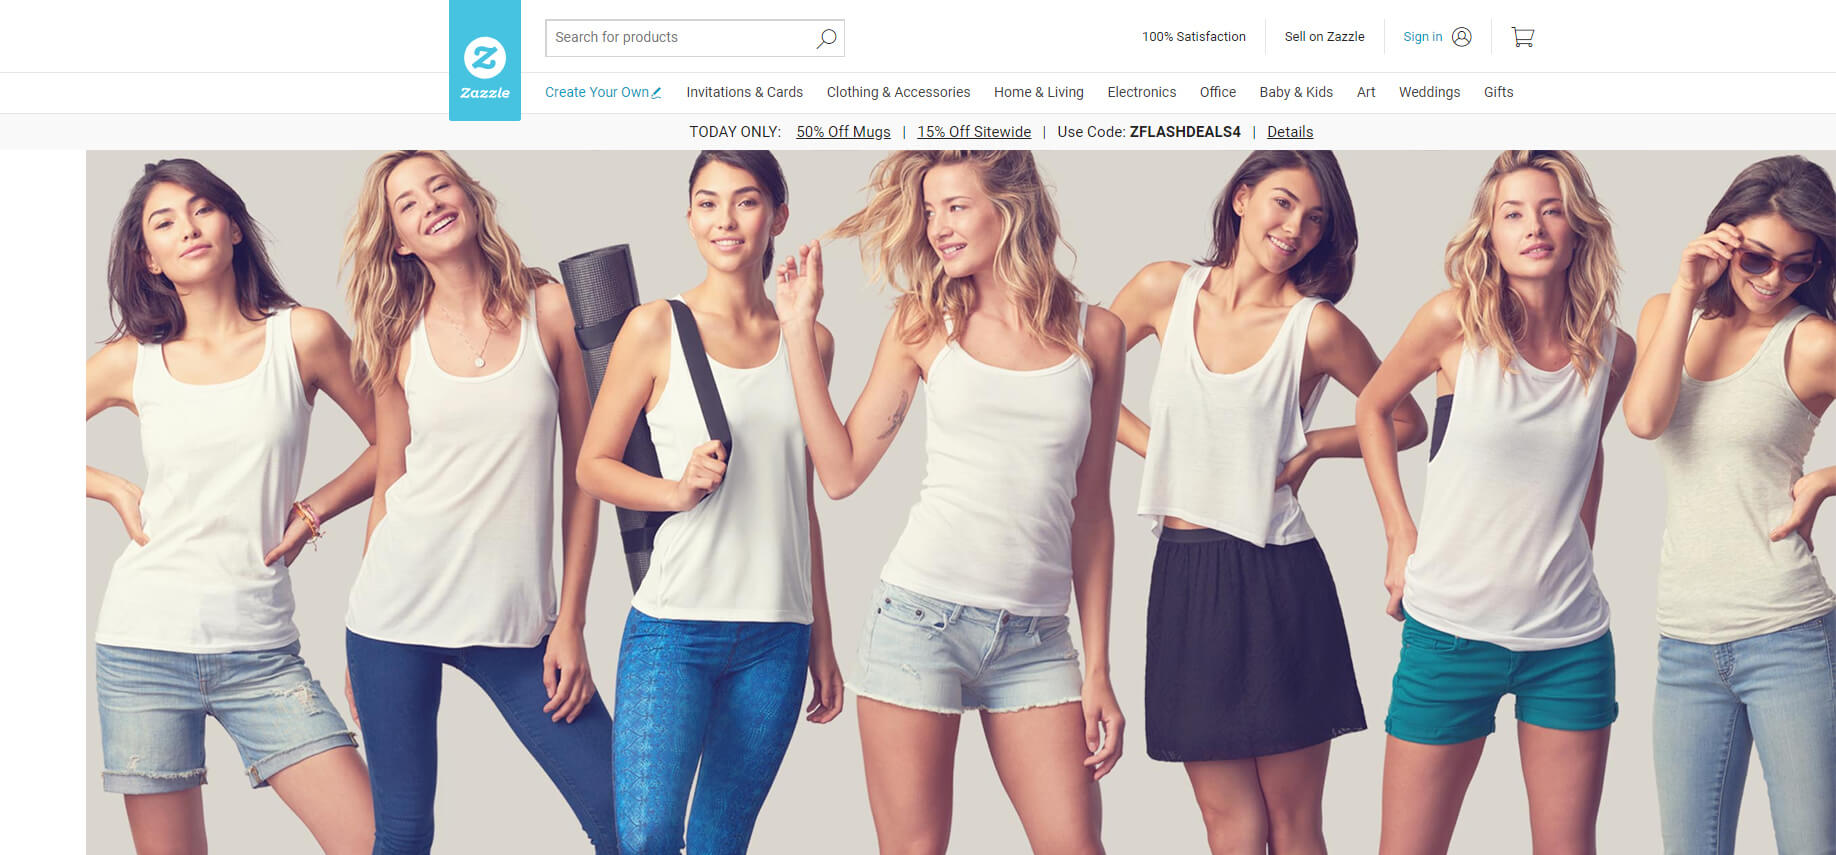 Z
Zazzle
Search for products
100% Satisfaction
Sell on Zazzle
Sign in
Create Your Own
Invitations & Cards
Clothing & Accessories
Home & Living
Electronics
Office
Baby & Kids
Art
Weddings
Gifts
TODAY ONLY: 50% Off Mugs | 15% Off Sitewide | Use Code: ZFLASHDEALS4 | Details